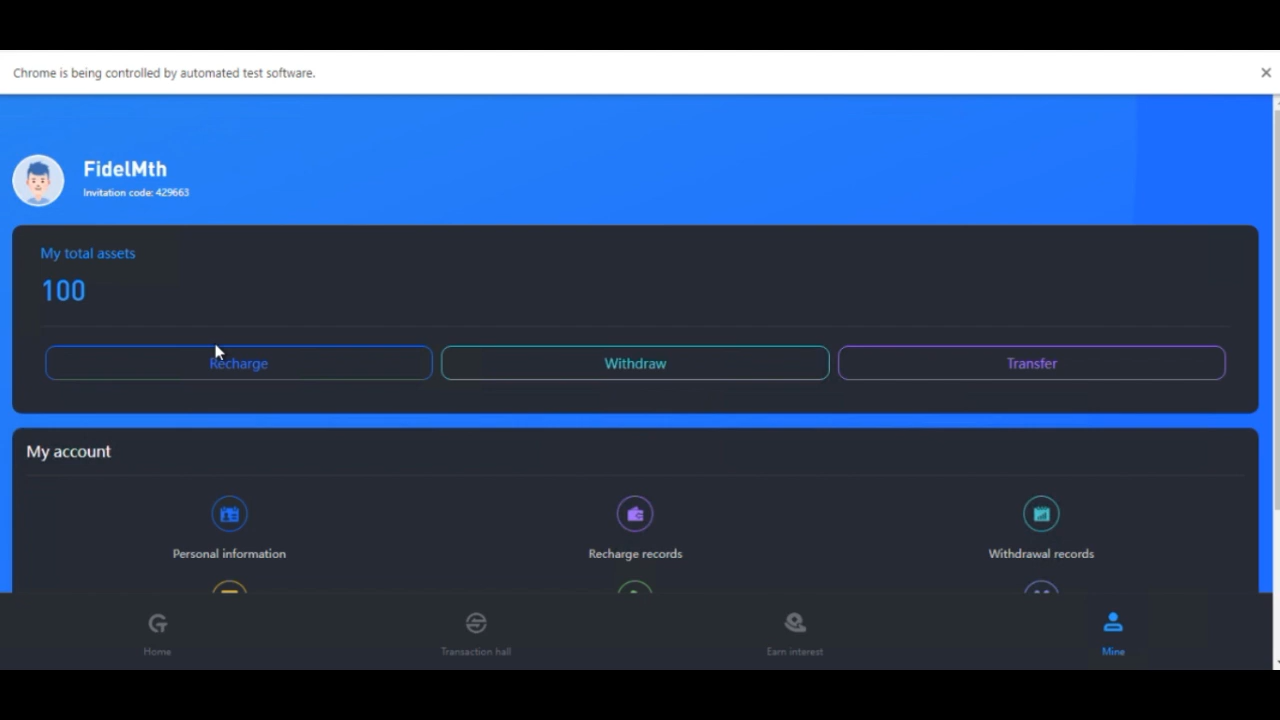 Chrome is being controlled by automated test software.
FidelMth
Invitation code: 429663
My total assets
100
Recharge
Withdraw
Transfer
My account
Personal information
Recharge records
Withdrawal records
Home
Transaction hall
Earn interest
Mine